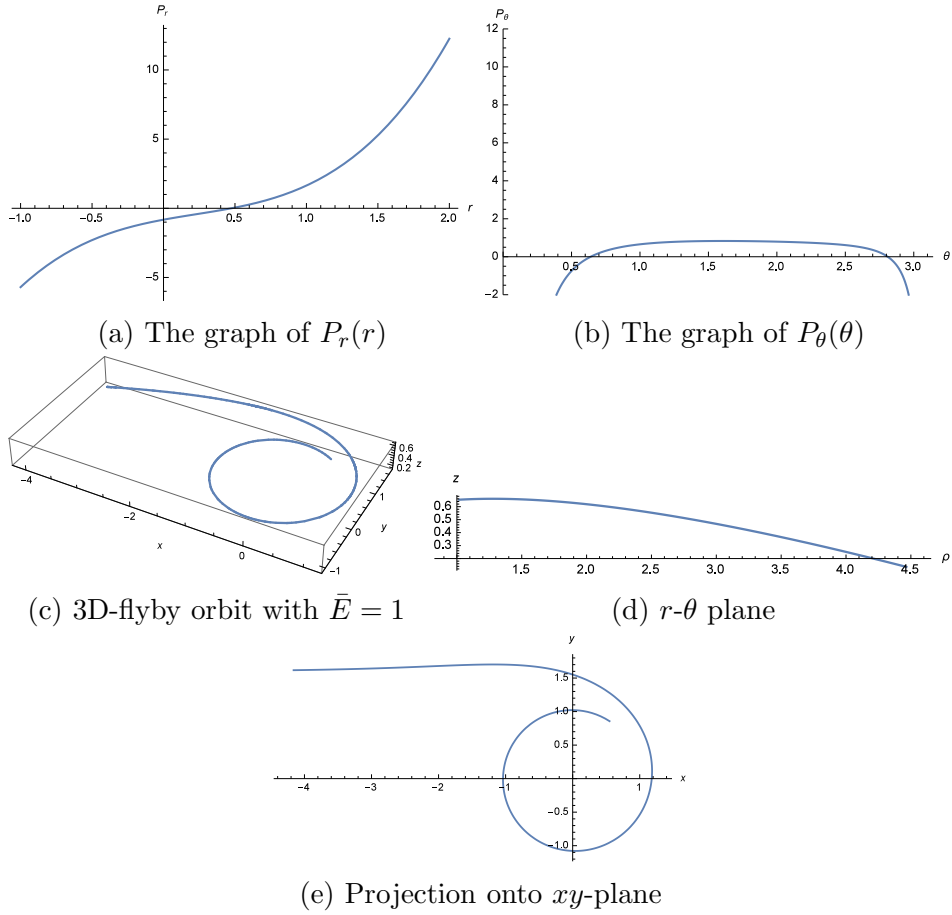 P_r
10
5
−1.0 −0.5 0.5 1.0 1.5 2.0 r
−5
P_θ
12
10
8
6
4
2
0 0.5 1.0 1.5 2.0 2.5 3.0 θ
−2
(a) The graph of P_r(r)
(b) The graph of P_θ(θ)
0.6
0.4 z
0.2
1
0 y
−1
−4 −2 0
x
z
0.6
0.5
0.4
0.3
1.5 2.0 2.5 3.0 3.5 4.0 4.5 ρ
(c) 3D-flyby orbit with Ē = 1
(d) r-θ plane
y
1.5
1.0
0.5
−4 −3 −2 −1 1 x
−0.5
−1.0
(e) Projection onto xy-plane